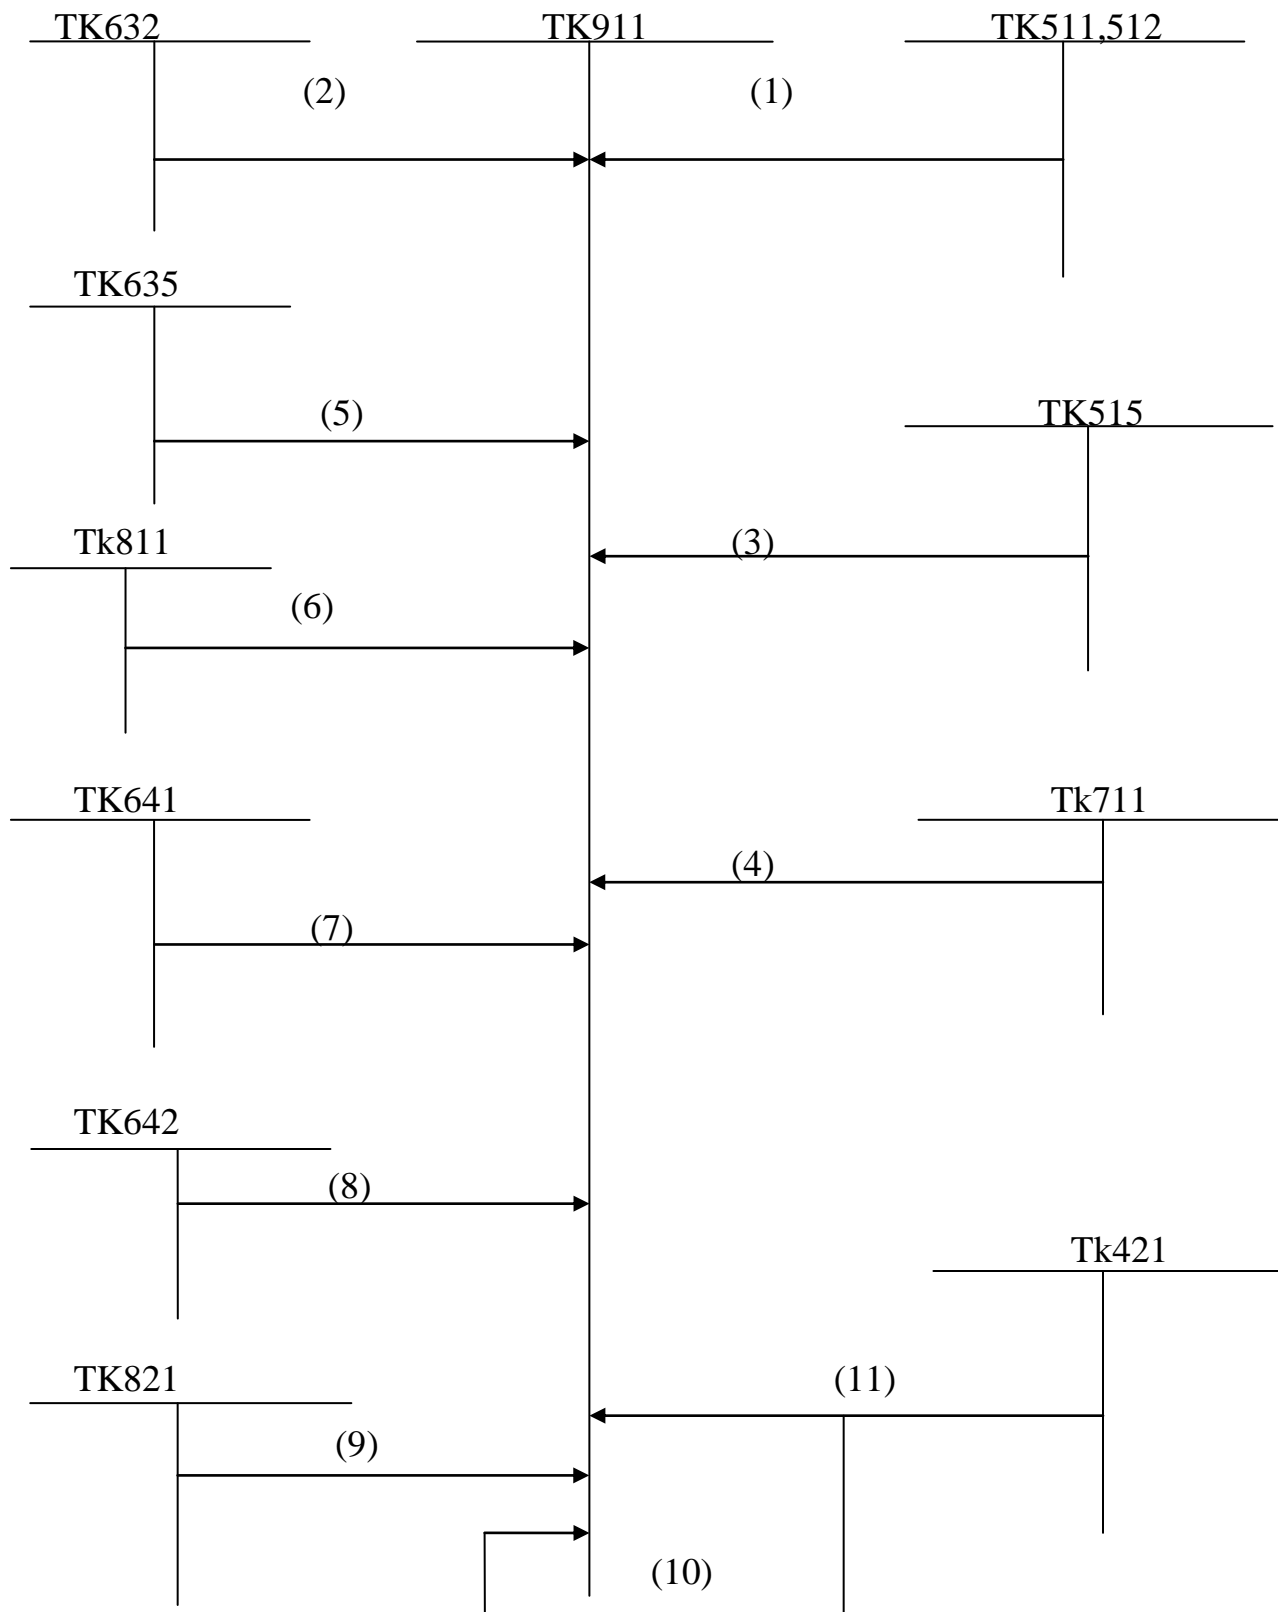 TK632 TK911 TK511,512
(2) (1)
TK635
(5) TK515
Tk811 (3)
(6)
TK641 Tk711
(4)
(7)
TK642
(8)
Tk421
TK821 (11)
(9)
(10)